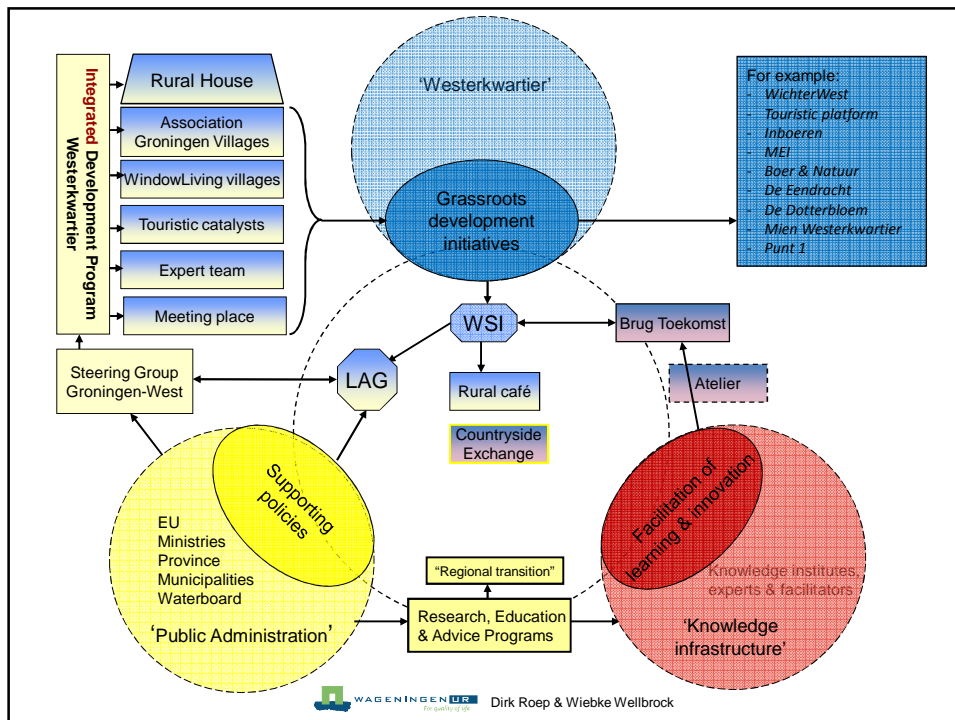 Integrated Development Program
Westerkwartier
Rural House
Association
Groningen Villages
WindowLiving villages
Touristic catalysts
Expert team
Meeting place
Steering Group
Groningen-West
'Westerkwartier'
Grassroots
development
initiatives
For example:
- WichterWest
- Touristic platform
- Inboeren
- MEI
- Boer & Natuur
- De Eendracht
- De Dotterbloem
- Mien Westerkwartier
- Punt 1
WSI
Brug Toekomst
LAG
Rural café
Atelier
Countryside
Exchange
Supporting
policies
EU
Ministries
Province
Municipalities
Waterboard
'Public Administration'
"Regional transition"
Research, Education
& Advice Programs
Facilitation of
learning & innovation
Knowledge institutes,
experts & facilitators
'Knowledge
infrastructure'
WAGENINGEN UR
For quality of life
Dirk Roep & Wiebke Wellbrock